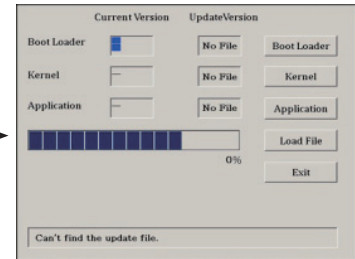 Current Version UpdateVersion
Boot Loader No File Boot Loader
Kernel — No File Kernel
Application — No File Application
Load File
0%
Exit
Can't find the update file.